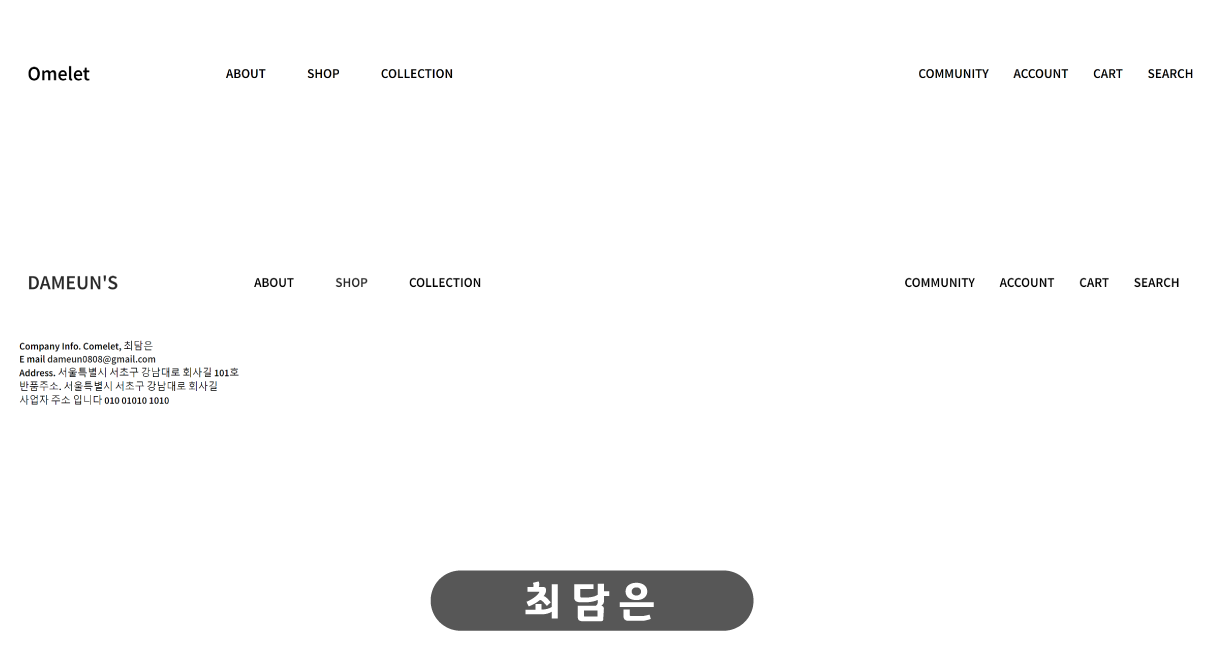 Omelet ABOUT SHOP COLLECTION COMMUNITY ACCOUNT CART SEARCH
DAMEUN'S ABOUT SHOP COLLECTION COMMUNITY ACCOUNT CART SEARCH
Company Info. Comelet, 최담은
E mail dameun0808@gmail.com
Address. 서울특별시 서초구 강남대로 회사길 101호
반품주소. 서울특별시 서초구 강남대로 회사길
사업자 주소 입니다 010 01010 1010
최담은